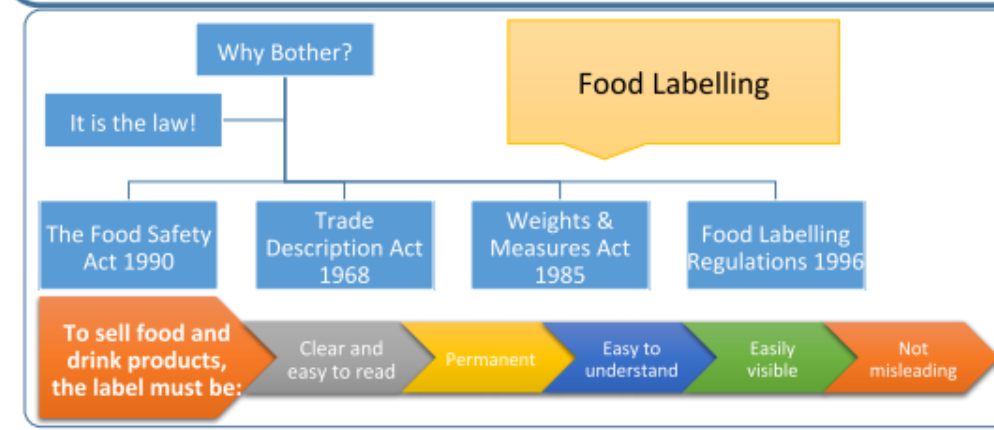 Why Bother?
Food Labelling
It is the law!
The Food Safety
Act 1990
Trade
Description Act
1968
Weights &
Measures Act
1985
Food Labelling
Regulations 1996
To sell food and
drink products,
the label must be:
Clear and
easy to read
Permanent
Easy to
understand
Easily
visible
Not
misleading